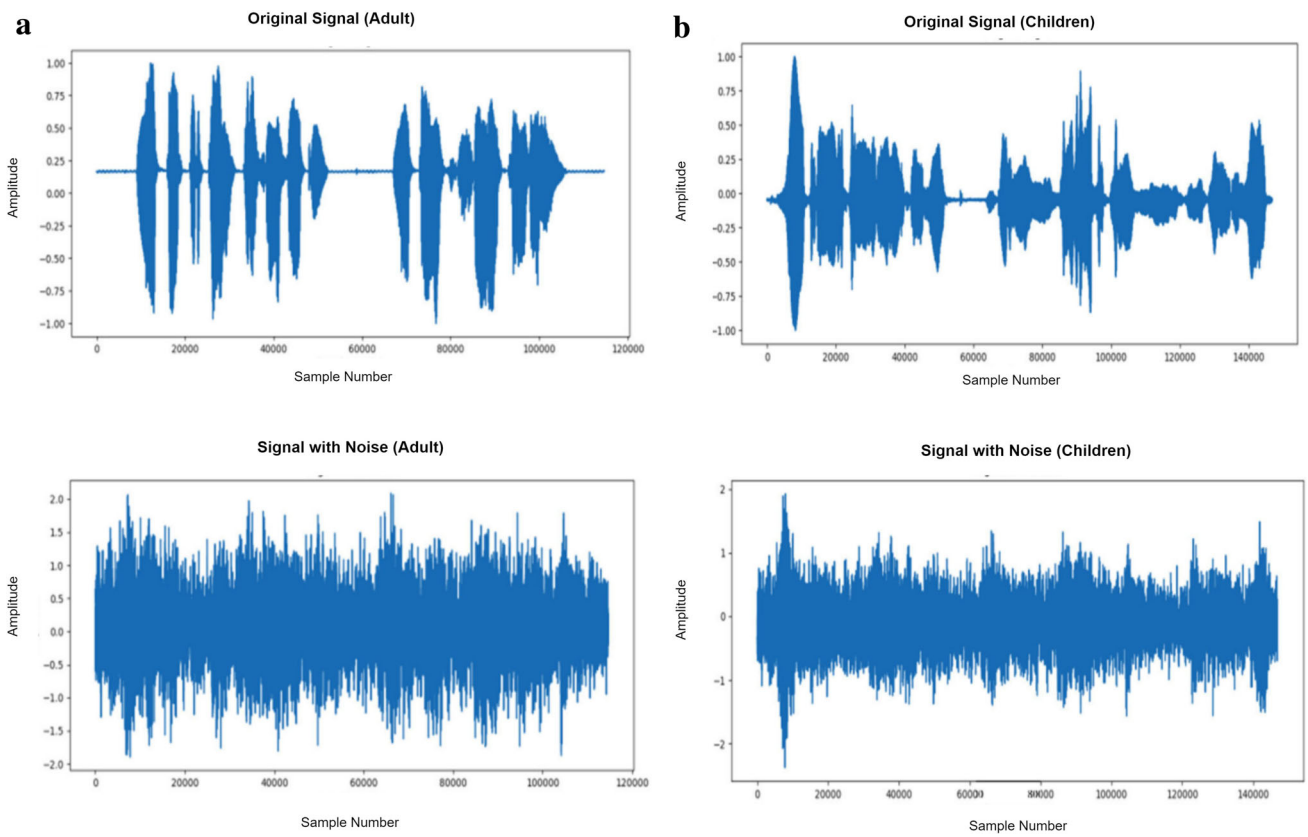 a
Original Signal (Adult)
1.00
0.75
0.50
0.25
0.00
−0.25
−0.50
−0.75
−1.00
Amplitude
0 20000 40000 60000 80000 100000 120000
Sample Number
b
Original Signal (Children)
1.00
0.75
0.50
0.25
0.00
−0.25
−0.50
−0.75
−1.00
Amplitude
0 20000 40000 60000 80000 100000 120000 140000
Sample Number
Signal with Noise (Adult)
2.0
1.5
1.0
0.5
0.0
−0.5
−1.0
−1.5
−2.0
Amplitude
0 20000 40000 60000 80000 100000 120000
Sample Number
Signal with Noise (Children)
2
1
0
−1
−2
Amplitude
0 20000 40000 60000 80000 100000 120000 140000
Sample Number